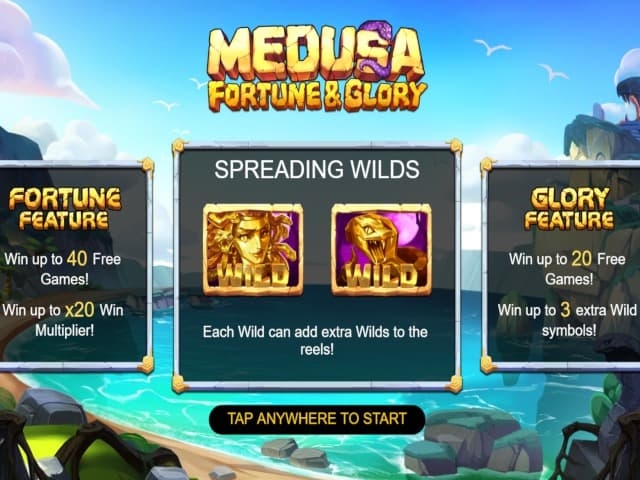 MEDUSA
FORTUNE & GLORY
FORTUNE
FEATURE
Win up to 40 Free
Games!
Win up to x20 Win
Multiplier!
SPREADING WILDS
WILD
WILD
Each Wild can add extra Wilds to the
reels!
GLORY
FEATURE
Win up to 20 Free
Games!
Win up to 3 extra Wild
symbols!
TAP ANYWHERE TO START